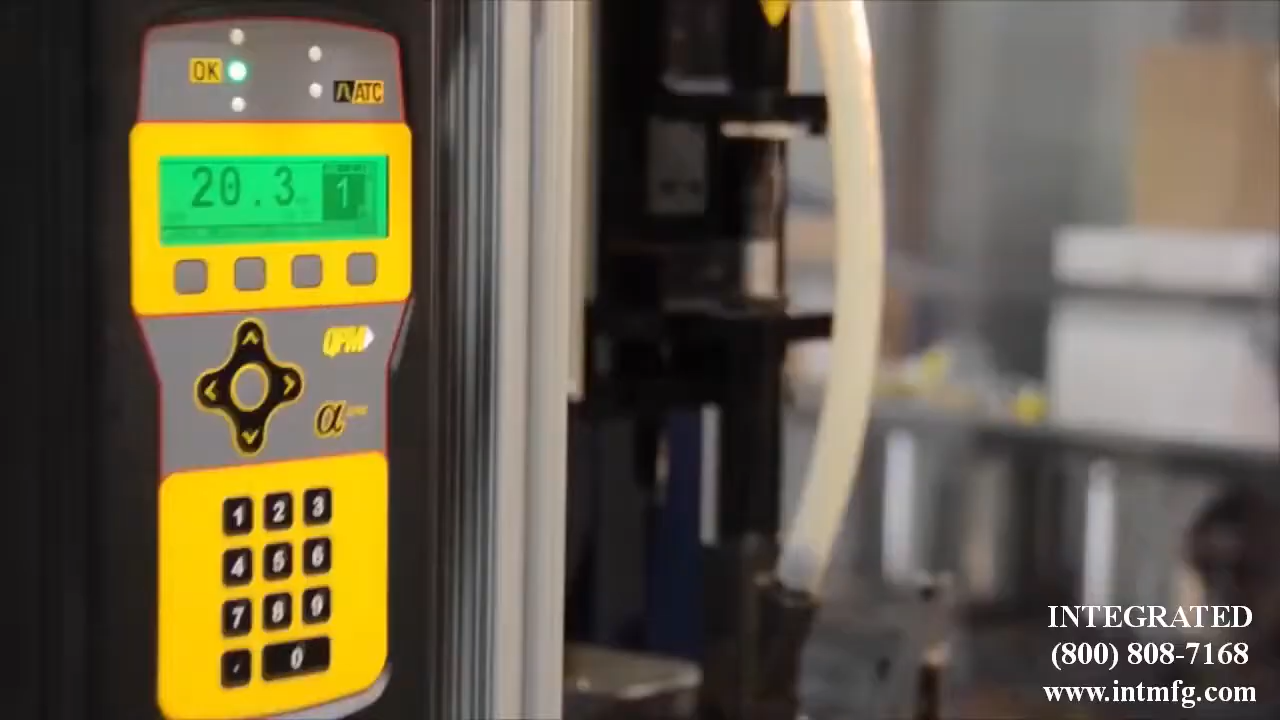 OK
ATC
20.3
1
QPM
α
1 2 3
4 5 6
7 8 9
. 0
INTEGRATED
(800) 808-7168
www.intmfg.com